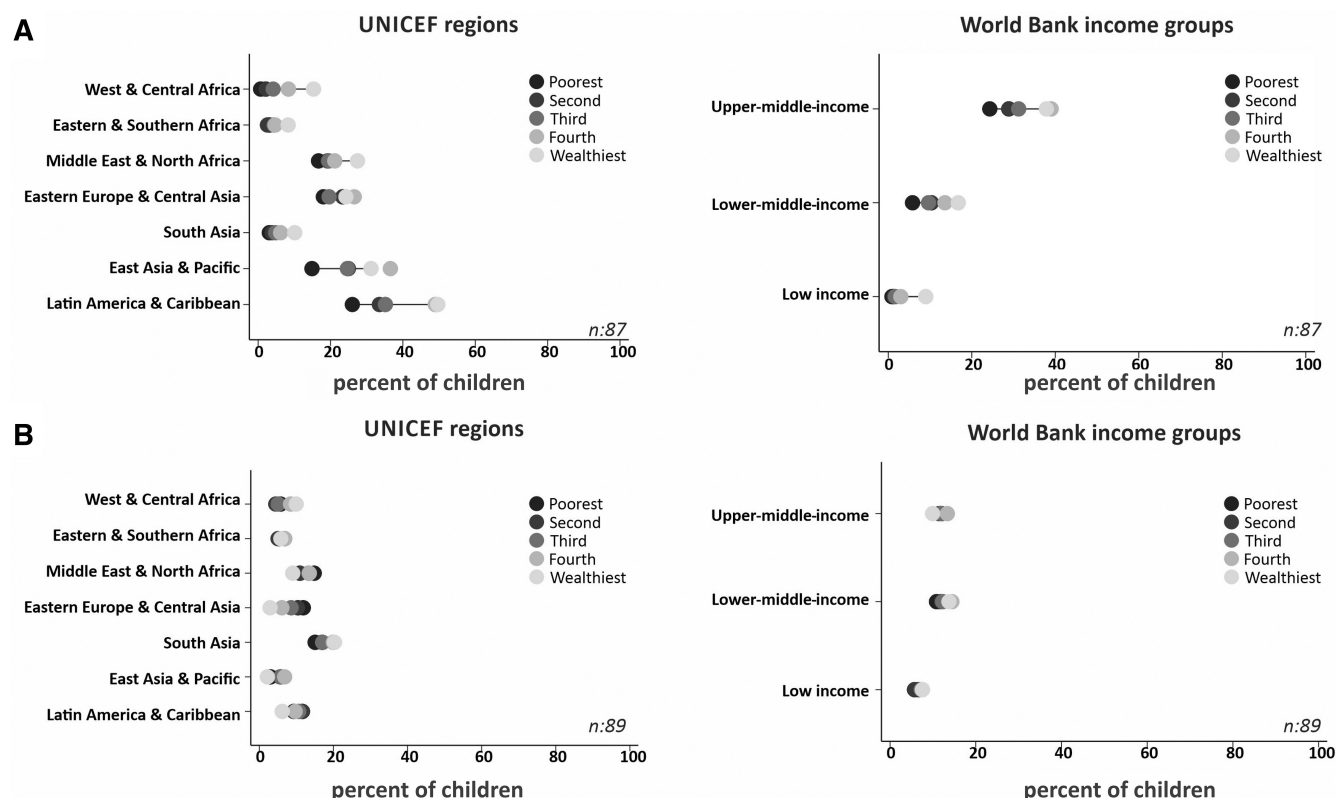 A
UNICEF regions
West & Central Africa
Eastern & Southern Africa
Middle East & North Africa
Eastern Europe & Central Asia
South Asia
East Asia & Pacific
Latin America & Caribbean
Poorest
Second
Third
Fourth
Wealthiest
n:87
0 20 40 60 80 100
percent of children
World Bank income groups
Upper-middle-income
Lower-middle-income
Low income
Poorest
Second
Third
Fourth
Wealthiest
n:87
0 20 40 60 80 100
percent of children
B
UNICEF regions
West & Central Africa
Eastern & Southern Africa
Middle East & North Africa
Eastern Europe & Central Asia
South Asia
East Asia & Pacific
Latin America & Caribbean
Poorest
Second
Third
Fourth
Wealthiest
n:89
0 20 40 60 80 100
percent of children
World Bank income groups
Upper-middle-income
Lower-middle-income
Low income
Poorest
Second
Third
Fourth
Wealthiest
n:89
0 20 40 60 80 100
percent of children